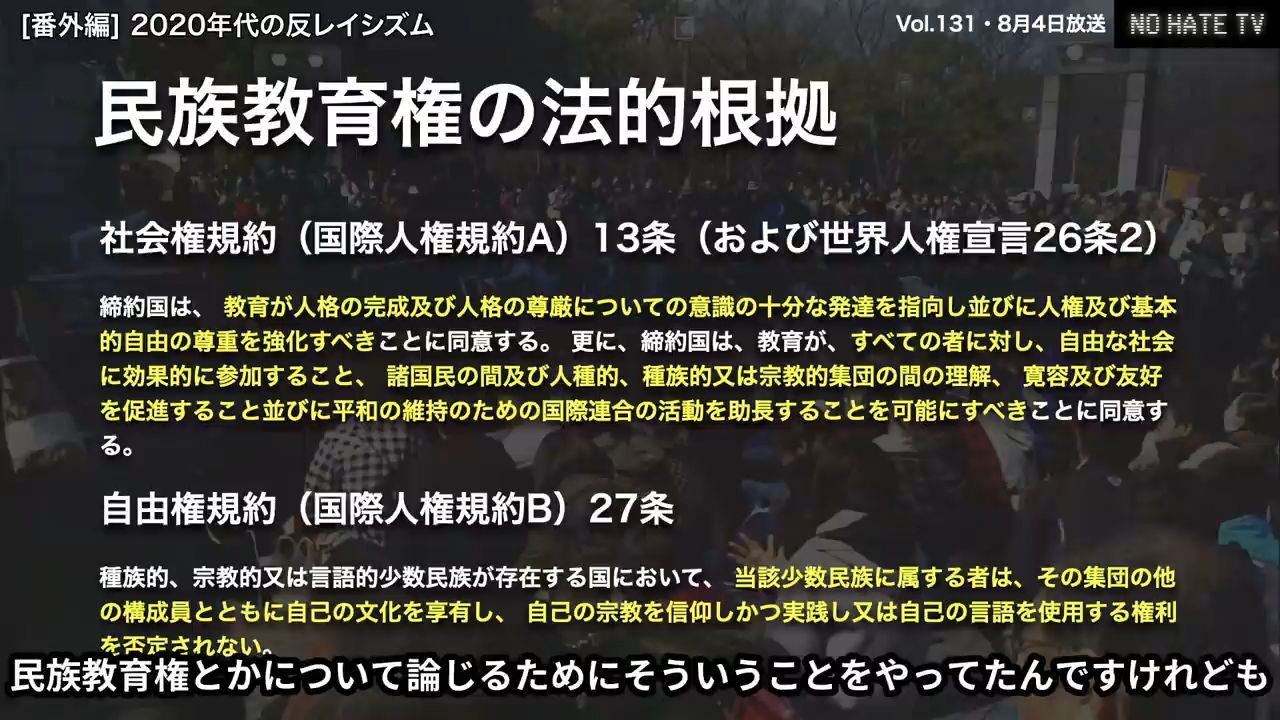 [番外編] 2020年代の反レイシズム
Vol.131・8月4日放送
NO HATE TV
民族教育権の法的根拠
社会権規約（国際人権規約A）13条（および世界人権宣言26条2）
締約国は、 教育が人格の完成及び人格の尊厳についての意識の十分な発達を指向し並びに人権及び基本
的自由の尊重を強化すべきことに同意する。 更に、締約国は、教育が、すべての者に対し、自由な社会
に効果的に参加すること、 諸国民の間及び人種的、種族的又は宗教的集団の間の理解、 寛容及び友好
を促進すること並びに平和の維持のための国際連合の活動を助長することを可能にすべきことに同意す
る。
自由権規約（国際人権規約B）27条
種族的、宗教的又は言語的少数民族が存在する国において、 当該少数民族に属する者は、その集団の他
の構成員とともに自己の文化を享有し、 自己の宗教を信仰しかつ実践し又は自己の言語を使用する権利
を否定されない。
民族教育権とかについて論じるためにそういうことをやってたんですけれども